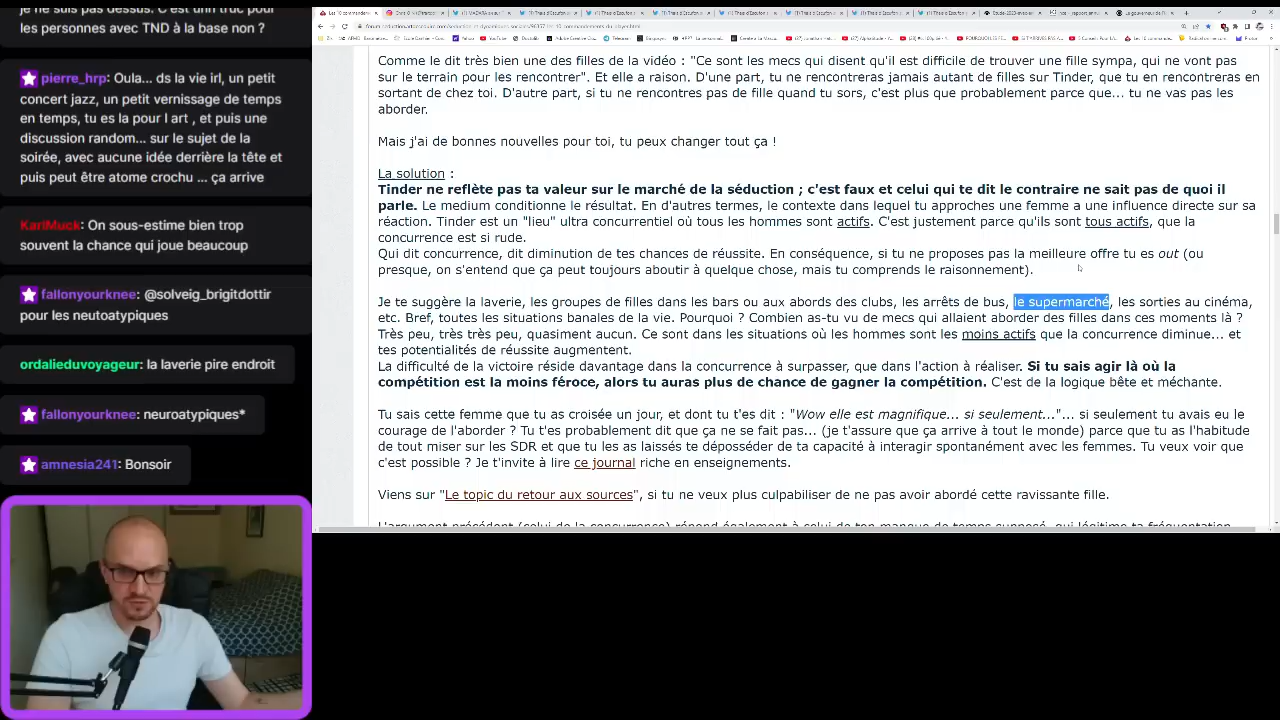 je ne sais pas dessus. C'est un truc pour
les personnes avec TND à la base non ?
pierre_hrp: Oula... ds la vie irl, un petit
concert jazz, un petit vernissage de temps
en temps, tu es la pour l art , et puis une
discussion random... sur le sujet de la
soirée, avec aucune idée derrière la tête et
puis peut être atome crochu ... ça arrive
KarlMuck: On sous-estime bien trop
souvent la chance qui joue beaucoup
fallonyourknee: @solveig_brigitdottir
pour les neutoatypiques
ordalieduvoyageur: la laverie pire endroit
fallonyourknee: neuroatypiques*
amnesia241: Bonsoir
Comme le dit très bien une des filles de la vidéo : "Ce sont les mecs qui disent qu'il est difficile de trouver une fille sympa, qui ne vont pas
sur le terrain pour les rencontrer". Et elle a raison. D'une part, tu ne rencontreras jamais autant de filles sur Tinder, que tu en rencontreras en
sortant de chez toi. D'autre part, si tu ne rencontres pas de fille quand tu sors, c'est plus que probablement parce que... tu ne vas pas les
aborder.
Mais j'ai de bonnes nouvelles pour toi, tu peux changer tout ça !
La solution :
Tinder ne reflète pas ta valeur sur le marché de la séduction ; c'est faux et celui qui te dit le contraire ne sait pas de quoi il
parle. Le medium conditionne le résultat. En d'autres termes, le contexte dans lequel tu approches une femme a une influence directe sur sa
réaction. Tinder est un "lieu" ultra concurrentiel où tous les hommes sont actifs. C'est justement parce qu'ils sont tous actifs, que la
concurrence est si rude.
Qui dit concurrence, dit diminution de tes chances de réussite. En conséquence, si tu ne proposes pas la meilleure offre tu es out (ou
presque, on s'entend que ça peut toujours aboutir à quelque chose, mais tu comprends le raisonnement).
Je te suggère la laverie, les groupes de filles dans les bars ou aux abords des clubs, les arrêts de bus, le supermarché, les sorties au cinéma,
etc. Bref, toutes les situations banales de la vie. Pourquoi ? Combien as-tu vu de mecs qui allaient aborder des filles dans ces moments là ?
Très peu, très très peu, quasiment aucun. Ce sont dans les situations où les hommes sont les moins actifs que la concurrence diminue... et
tes potentialités de réussite augmentent.
La difficulté de la victoire réside davantage dans la concurrence à surpasser, que dans l'action à réaliser. Si tu sais agir là où la
compétition est la moins féroce, alors tu auras plus de chance de gagner la compétition. C'est de la logique bête et méchante.
Tu sais cette femme que tu as croisée un jour, et dont tu t'es dit : "Wow elle est magnifique... si seulement..."... si seulement tu avais eu le
courage de l'aborder ? Tu t'es probablement dit que ça ne se fait pas... (je t'assure que ça arrive à tout le monde) parce que tu as l'habitude
de tout miser sur les SDR et que tu les as laissés te déposséder de ta capacité à interagir spontanément avec les femmes. Tu veux voir que
c'est possible ? Je t'invite à lire ce journal riche en enseignements.
Viens sur "Le topic du retour aux sources", si tu ne veux plus culpabiliser de ne pas avoir abordé cette ravissante fille.